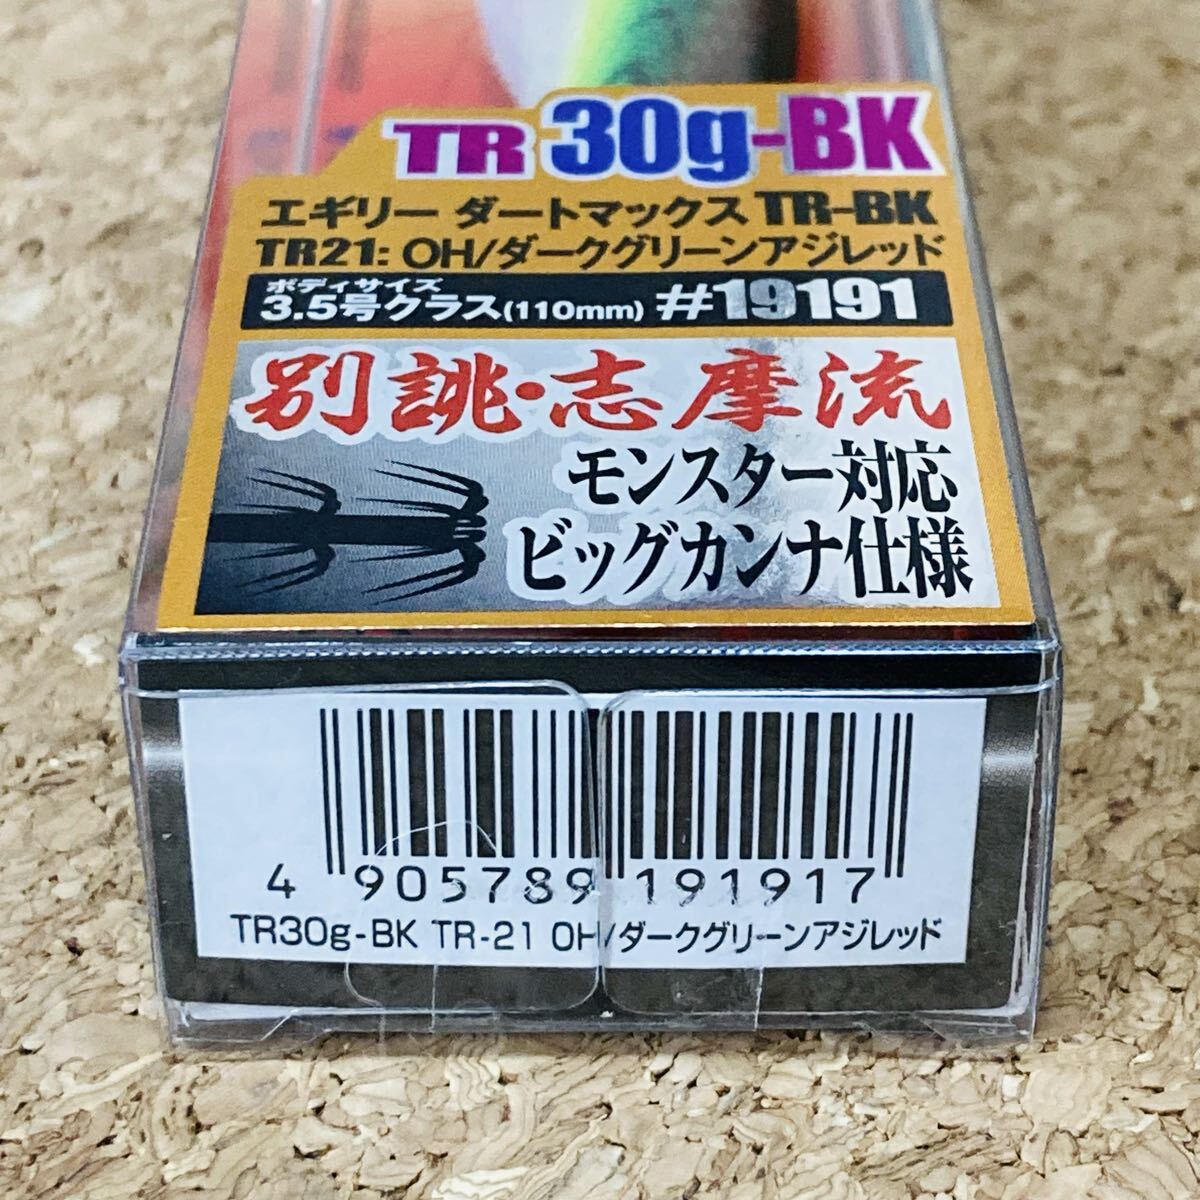 TR 30g-BK
エギリー ダートマックス TR-BK
TR21: OH/ダークグリーンアジレッド
ボディサイズ
3.5号クラス(110mm) #19191
別誂・志摩流
モンスター対応
ビッグカンナ仕様
4 905789 191917
TR30g-BK TR-21 OH/ダークグリーンアジレッド